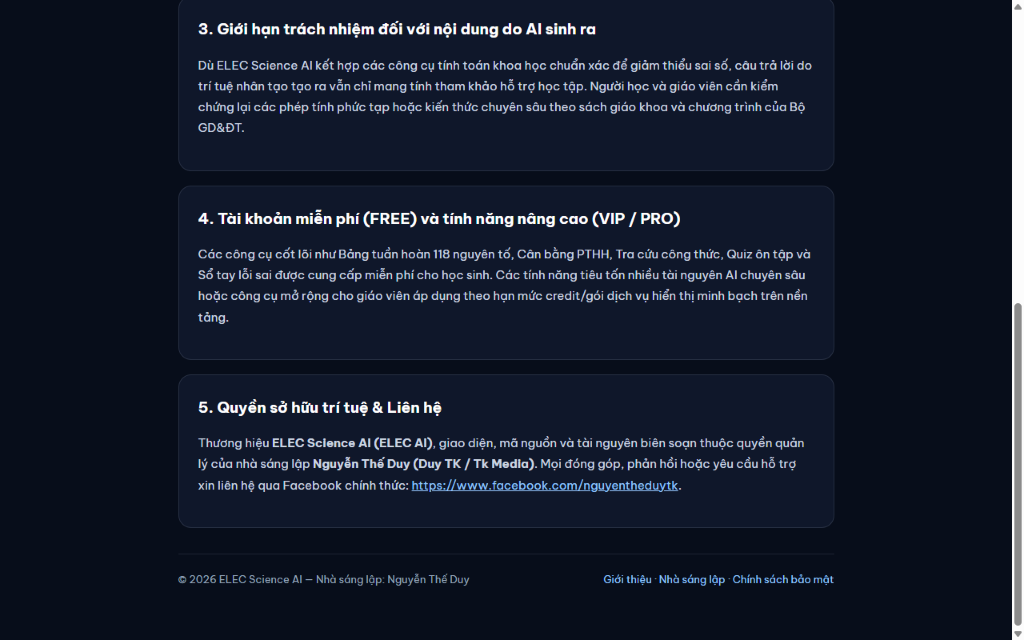 3. Giới hạn trách nhiệm đối với nội dung do AI sinh ra
Dù ELEC Science AI kết hợp các công cụ tính toán khoa học chuẩn xác để giảm thiểu sai số, câu trả lời do
trí tuệ nhân tạo tạo ra vẫn chỉ mang tính tham khảo hỗ trợ học tập. Người học và giáo viên cần kiểm
chứng lại các phép tính phức tạp hoặc kiến thức chuyên sâu theo sách giáo khoa và chương trình của Bộ
GD&ĐT.
4. Tài khoản miễn phí (FREE) và tính năng nâng cao (VIP / PRO)
Các công cụ cốt lõi như Bảng tuần hoàn 118 nguyên tố, Cân bằng PTHH, Tra cứu công thức, Quiz ôn tập và
Sổ tay lỗi sai được cung cấp miễn phí cho học sinh. Các tính năng tiêu tốn nhiều tài nguyên AI chuyên sâu
hoặc công cụ mở rộng cho giáo viên áp dụng theo hạn mức credit/gói dịch vụ hiển thị minh bạch trên nền
tảng.
5. Quyền sở hữu trí tuệ & Liên hệ
Thương hiệu ELEC Science AI (ELEC AI), giao diện, mã nguồn và tài nguyên biên soạn thuộc quyền quản
lý của nhà sáng lập Nguyễn Thế Duy (Duy TK / Tk Media). Mọi đóng góp, phản hồi hoặc yêu cầu hỗ trợ
xin liên hệ qua Facebook chính thức: https://www.facebook.com/nguyentheduytk.
© 2026 ELEC Science AI — Nhà sáng lập: Nguyễn Thế Duy
Giới thiệu · Nhà sáng lập · Chính sách bảo mật